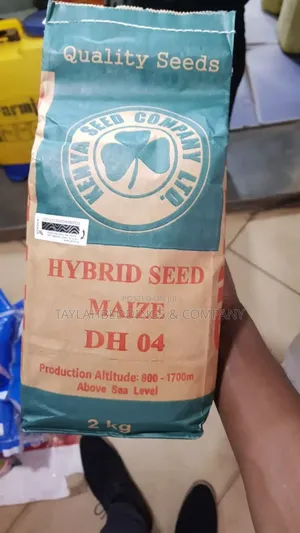 Quality Seeds
KENYA SEED COMPANY LTD.
HYBRID SEED
MAIZE
TAYLAHBEDDINGS & COMPANY
DH 04
Production Altitude: 800 - 1700m
Above Sea Level
2 kg